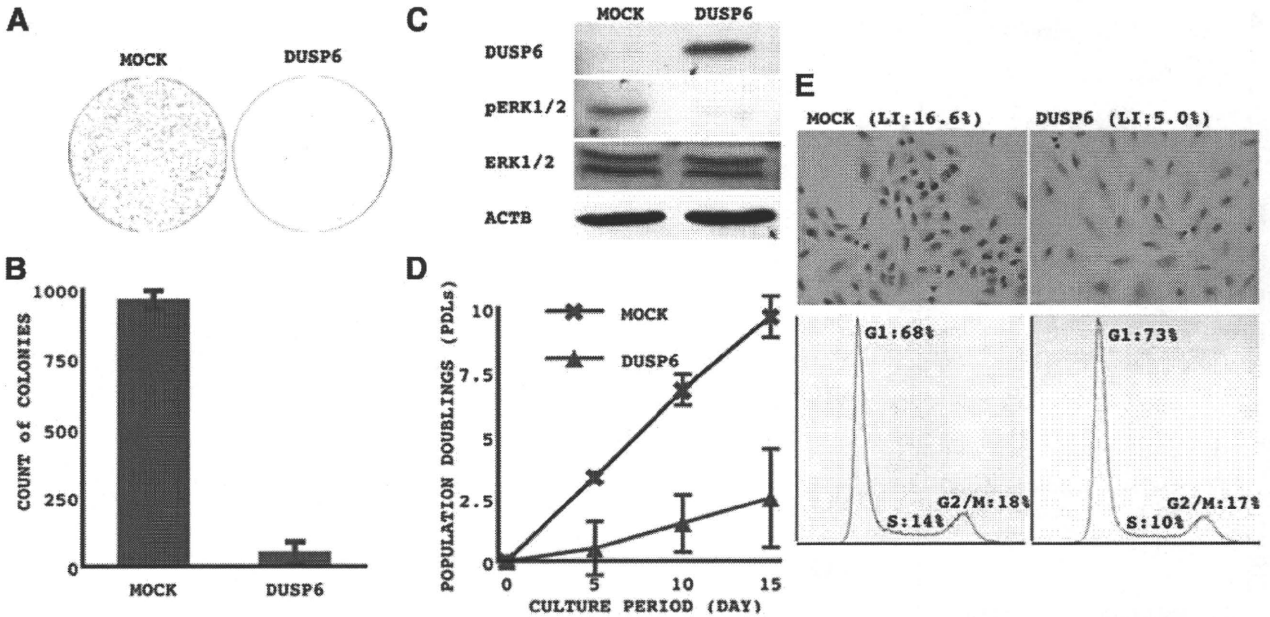 A
MOCK
DUSP6
B
COUNT of COLONIES
1000
750
500
250
0
MOCK
DUSP6
C
MOCK
DUSP6
DUSP6
pERK1/2
ERK1/2
ACTB
D
POPULATION DOUBLINGS (PDLs)
10
7.5
5
2.5
0
MOCK
DUSP6
0
5
10
15
CULTURE PERIOD (DAY)
E
MOCK (LI:16.6%)
DUSP6 (LI:5.0%)
G1:68%
S:14%
G2/M:18%
G1:73%
S:10%
G2/M:17%